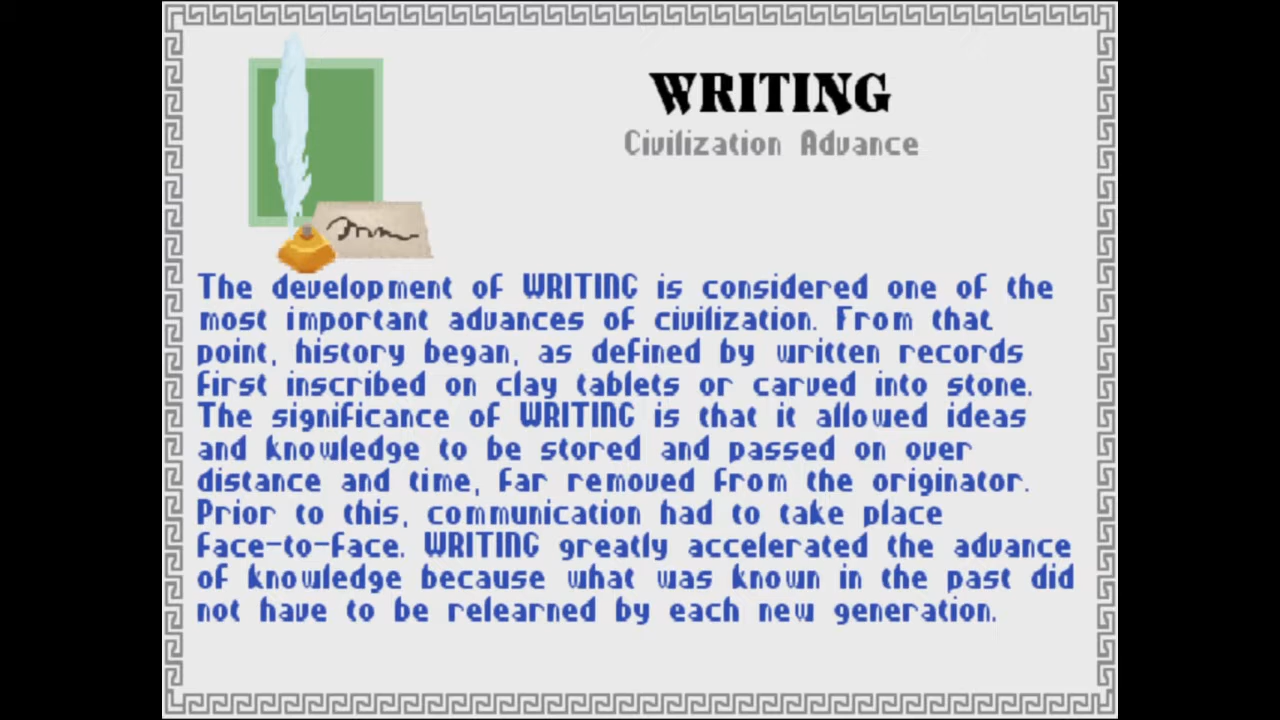 WRITING
Civilization Advance
The development of WRITING is considered one of the
most important advances of civilization. From that
point, history began, as defined by written records
first inscribed on clay tablets or carved into stone.
The significance of WRITING is that it allowed ideas
and knowledge to be stored and passed on over
distance and time, far removed from the originator.
Prior to this, communication had to take place
face-to-face. WRITING greatly accelerated the advance
of knowledge because what was known in the past did
not have to be relearned by each new generation.